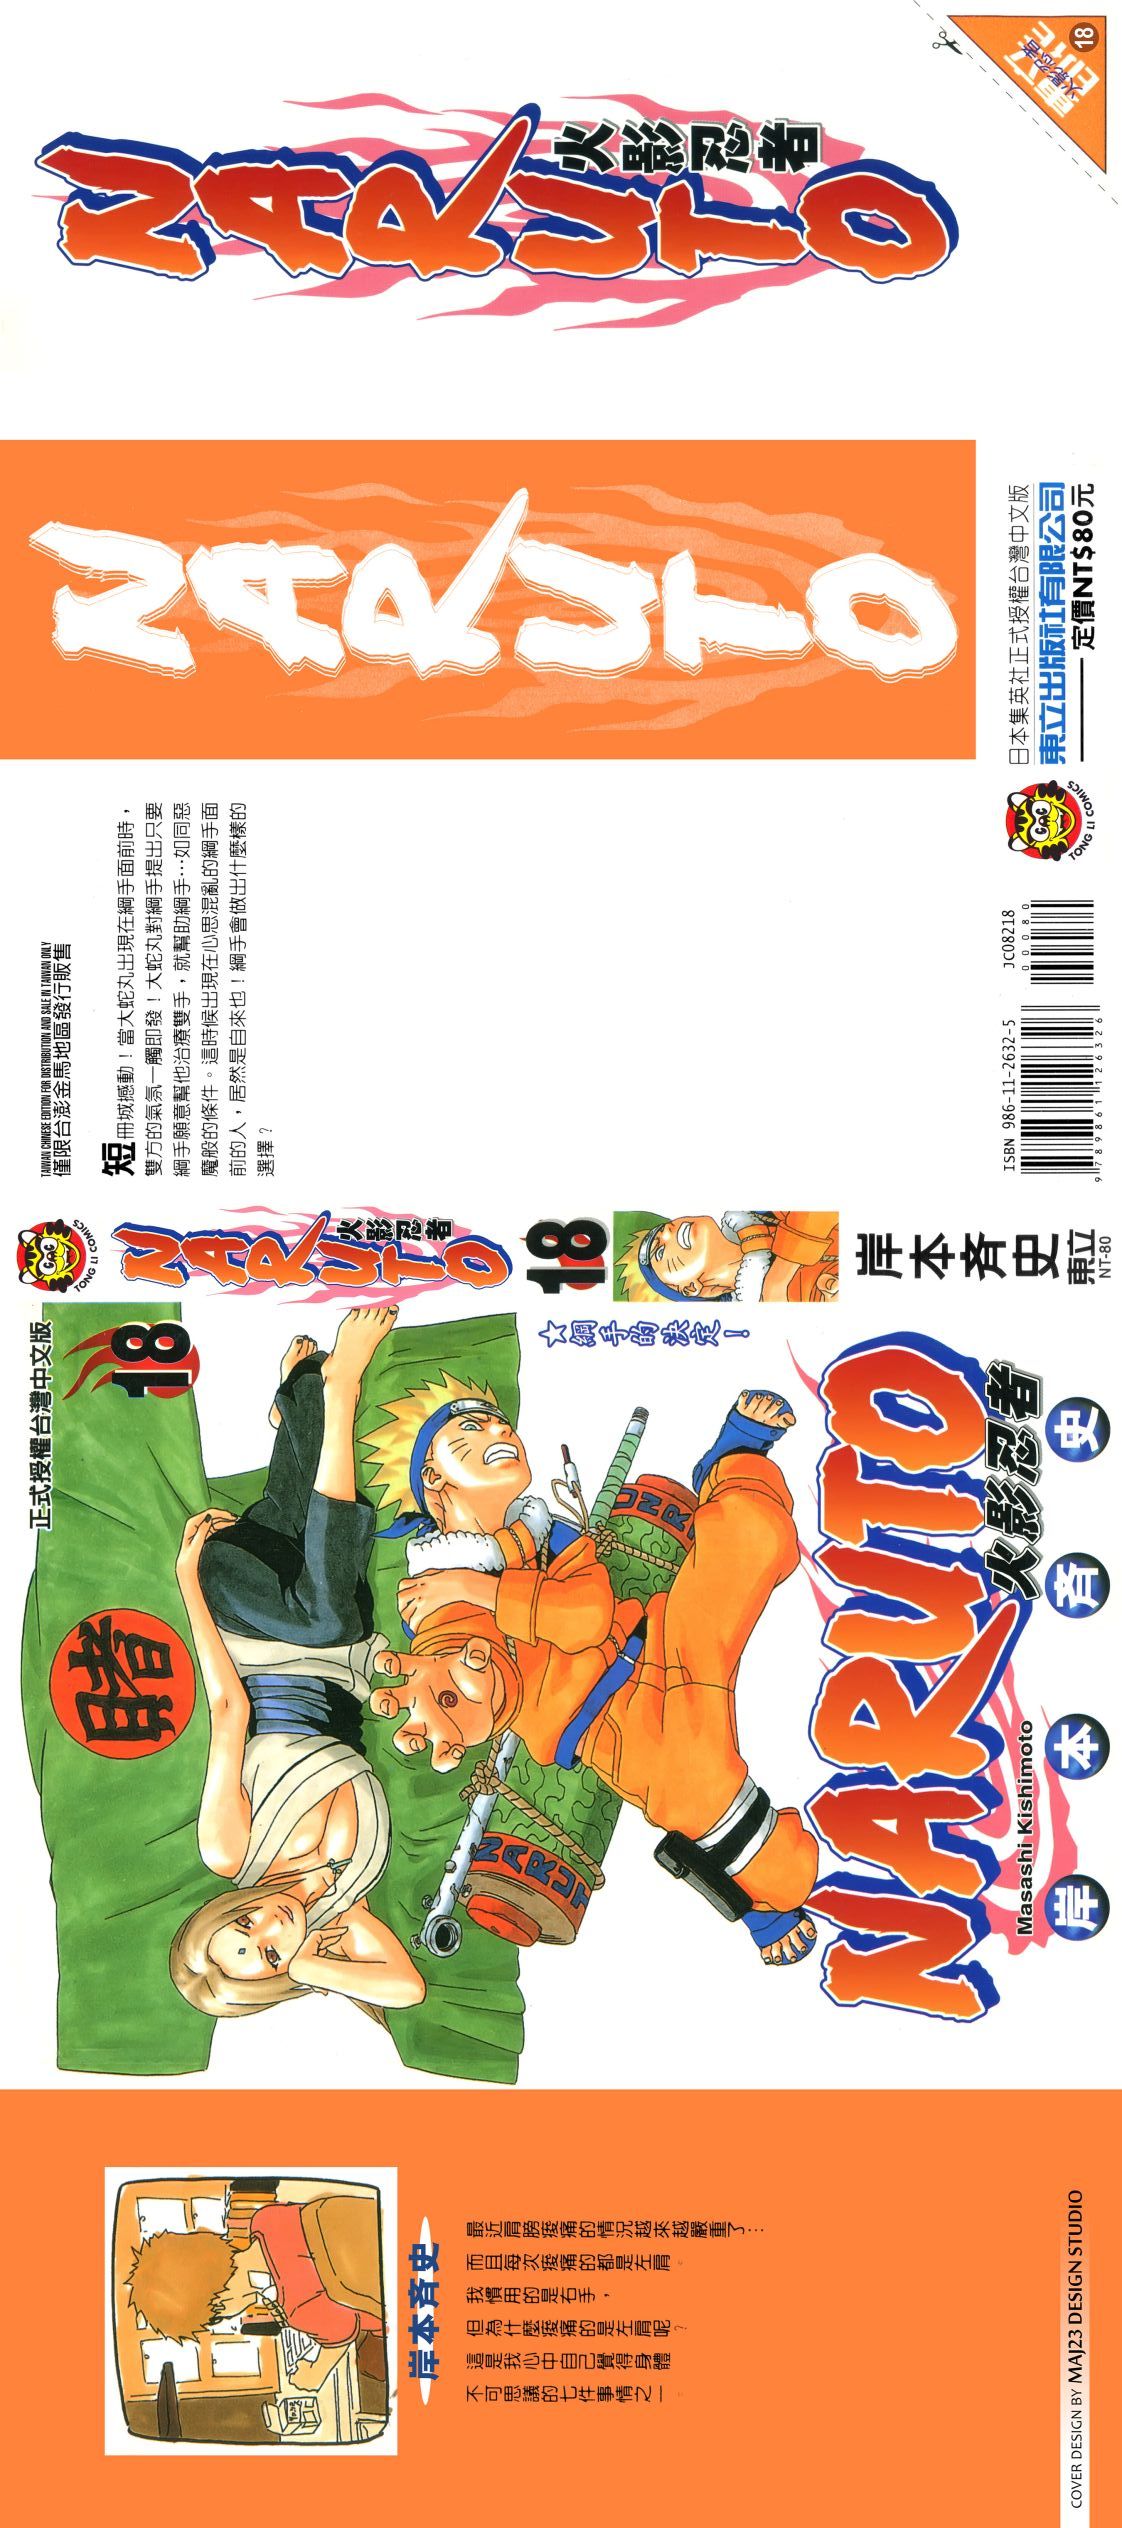 COVER DESIGN BY MAJ23 DESIGN STUDIO
岸本斉史
最近肩膀痠痛的情況越來越嚴重了…
而且每次痠痛的都是左肩。
我慣用的是右手，
但為什麼痠痛的是左肩呢？
這是我心中自己覺得身體
不可思議的七件事情之一。
正式授權台灣中文版
18
賭
NARUTO
NARUTO
★綱手的決定！
NARUTO
火影忍者
Masashi Kishimoto
岸本斉史
TONG LI COMICS
NARUTO
火影忍者
18
岸本斉史
東立
NT-80
TAIWAN CHINESE EDITION FOR DISTRIBUTION AND SALE IN TAIWAN ONLY
僅限台澎金馬地區發行販售
短冊城撼動！當大蛇丸出現在綱手面前時，
雙方的氣氛一觸即發！大蛇丸對綱手提出只要
綱手願意幫他治療雙手，就幫助綱手…如同惡
魔般的條件。這時候出現在心思混亂的綱手面
前的人，居然是自來也！綱手會做出什麼樣的
選擇？
ISBN 986-11-2632-5
9 789861 126326
JC08218
00080
TONG LI COMICS
日本集英社正式授權台灣中文版
東立出版社有限公司
定價NT$80元
NARUTO
NARUTO
火影忍者
火影忍者
18